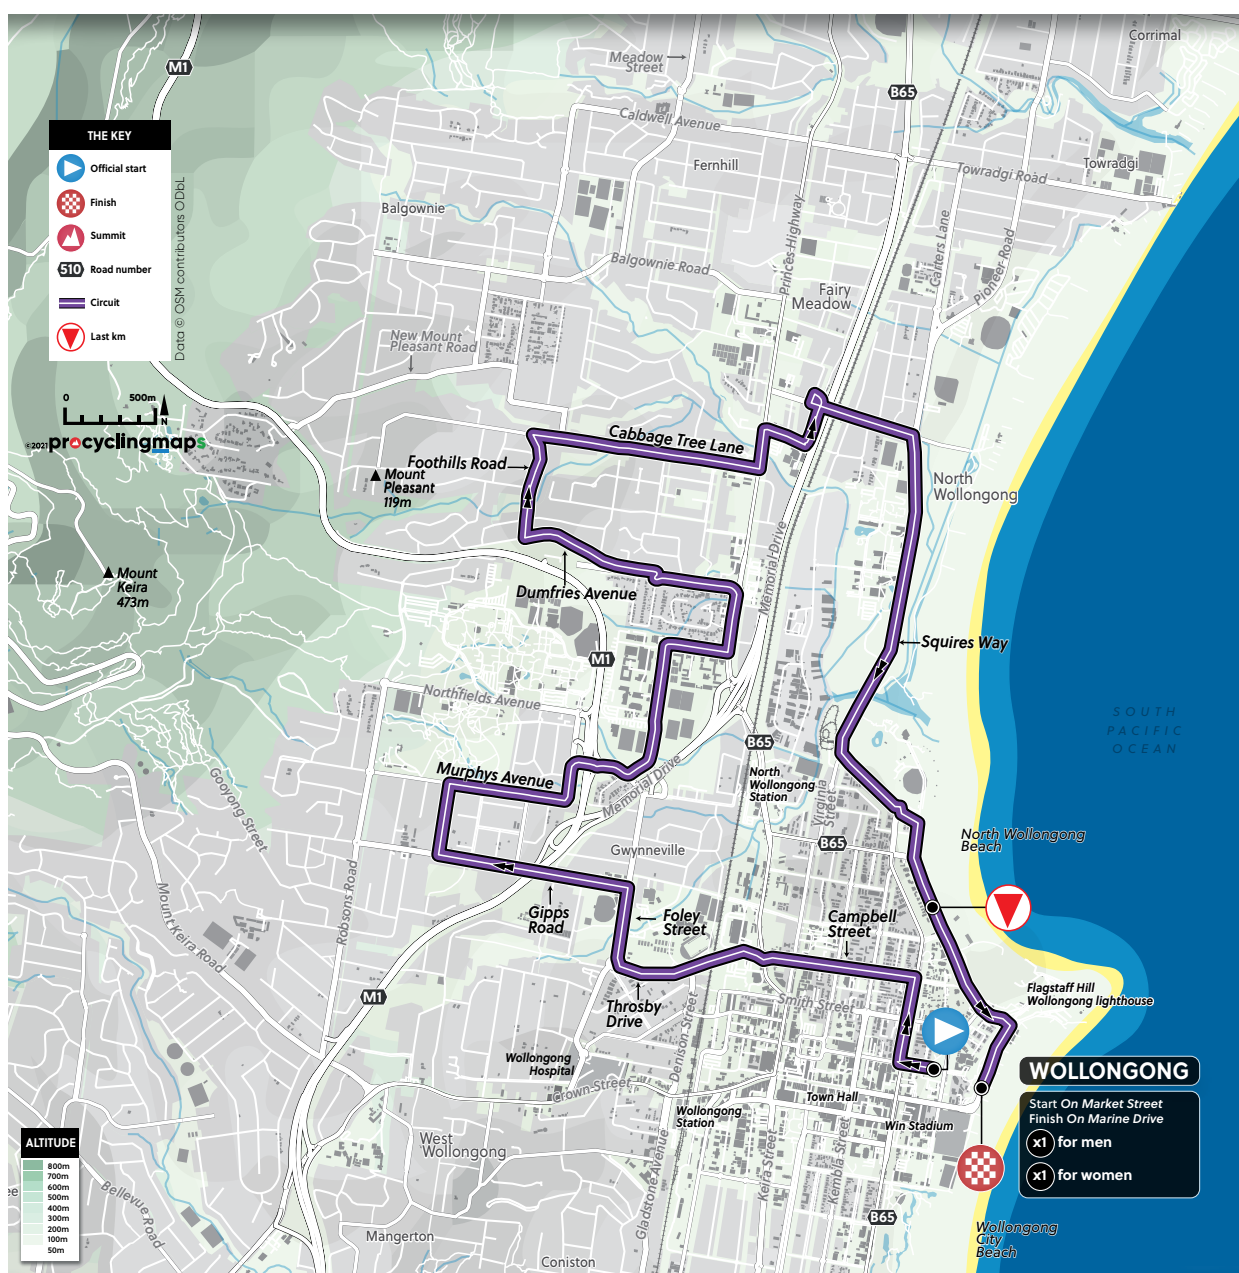 Corrimal
M1
Meadow
Street
B65
THE KEY
Official start
Finish
Summit
510
Road number
Circuit
Last km
Data © OSM contributors ODbL
Caldwell Avenue
Fernhill
Towradgi Road
Towradgi
Balgownie
Princes Highway
Carters Lane
Pioneer Road
Balgownie Road
Fairy
Meadow
New Mount
Pleasant Road
0
500m
N
©2021
procyclingmaps
Cabbage Tree Lane
Foothills Road
Mount
Pleasant
119m
North
Wollongong
Mount
Keira
473m
Memorial Drive
Dumfries Avenue
Squires Way
M1
Northfields Avenue
SOUTH
PACIFIC
OCEAN
B65
Murphys Avenue
North
Wollongong
Station
Memorial Drive
Virginia
Street
Gooyong Street
North Wollongong
Beach
B65
Gwynneville
Robsons Road
Mount Keira Road
Gipps
Road
Foley
Street
Campbell
Street
M1
Throsby
Drive
Smith Street
Flagstaff Hill
Wollongong lighthouse
Denison Street
Wollongong
Hospital
Crown Street
Town Hall
Wollongong
Station
Win Stadium
WOLLONGONG
Start On Market Street
Finish On Marine Drive
x1 for men
x1 for women
ALTITUDE
800m
700m
600m
500m
400m
300m
200m
100m
50m
West
Wollongong
Bellevue Road
Gladstone Avenue
Keira Street
Kembla Street
B65
Mangerton
Coniston
Wollongong
City
Beach